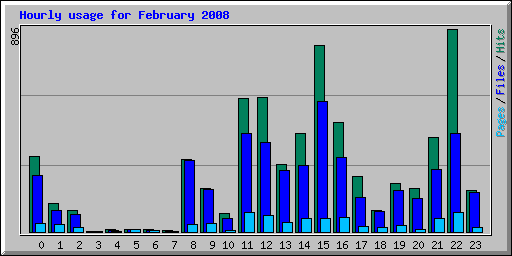 Hourly usage for February 2008
896
Pages / Files / Hits
0 1 2 3 4 5 6 7 8 9 10 11 12 13 14 15 16 17 18 19 20 21 22 23